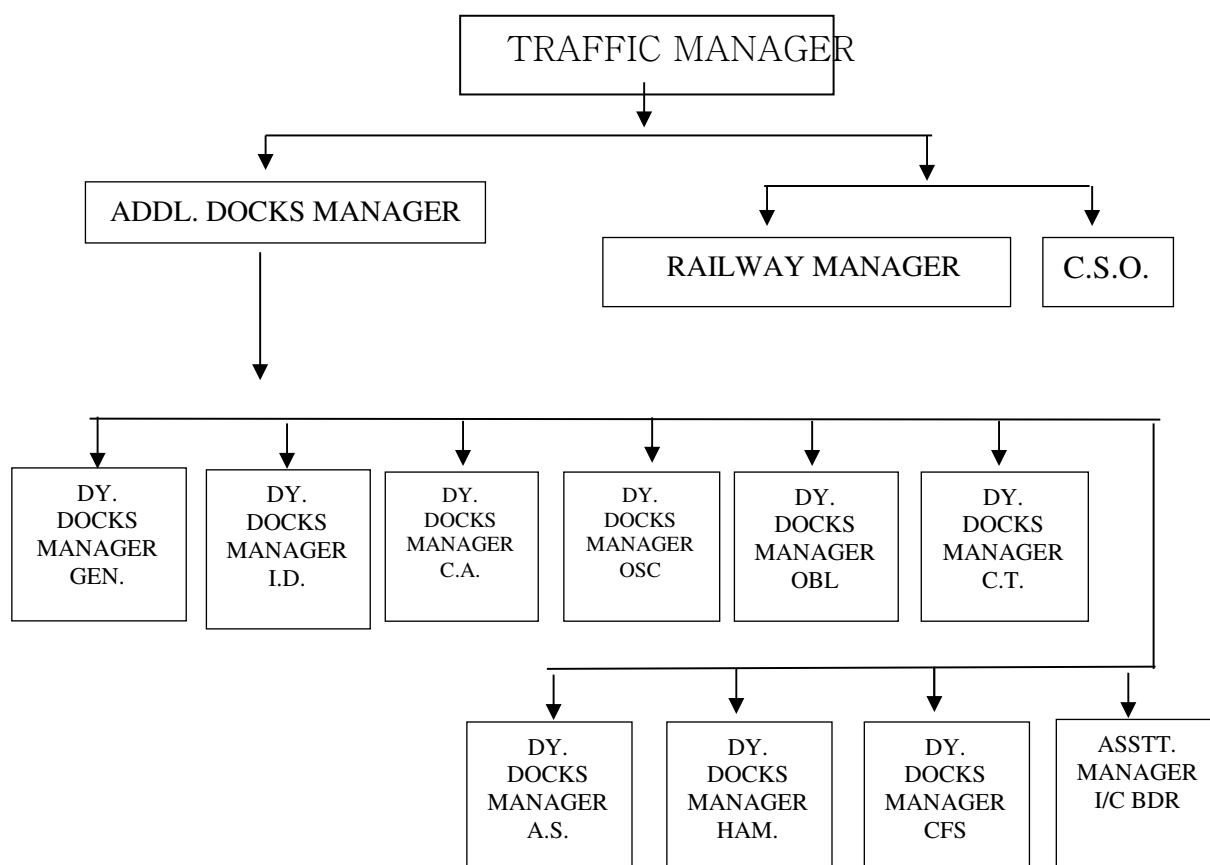 TRAFFIC MANAGER
ADDL. DOCKS MANAGER
RAILWAY MANAGER
C.S.O.
DY.
DOCKS
MANAGER
GEN.
DY.
DOCKS
MANAGER
I.D.
DY.
DOCKS
MANAGER
C.A.
DY.
DOCKS
MANAGER
OSC
DY.
DOCKS
MANAGER
OBL
DY.
DOCKS
MANAGER
C.T.
DY.
DOCKS
MANAGER
A.S.
DY.
DOCKS
MANAGER
HAM.
DY.
DOCKS
MANAGER
CFS
ASSTT.
MANAGER
I/C BDR